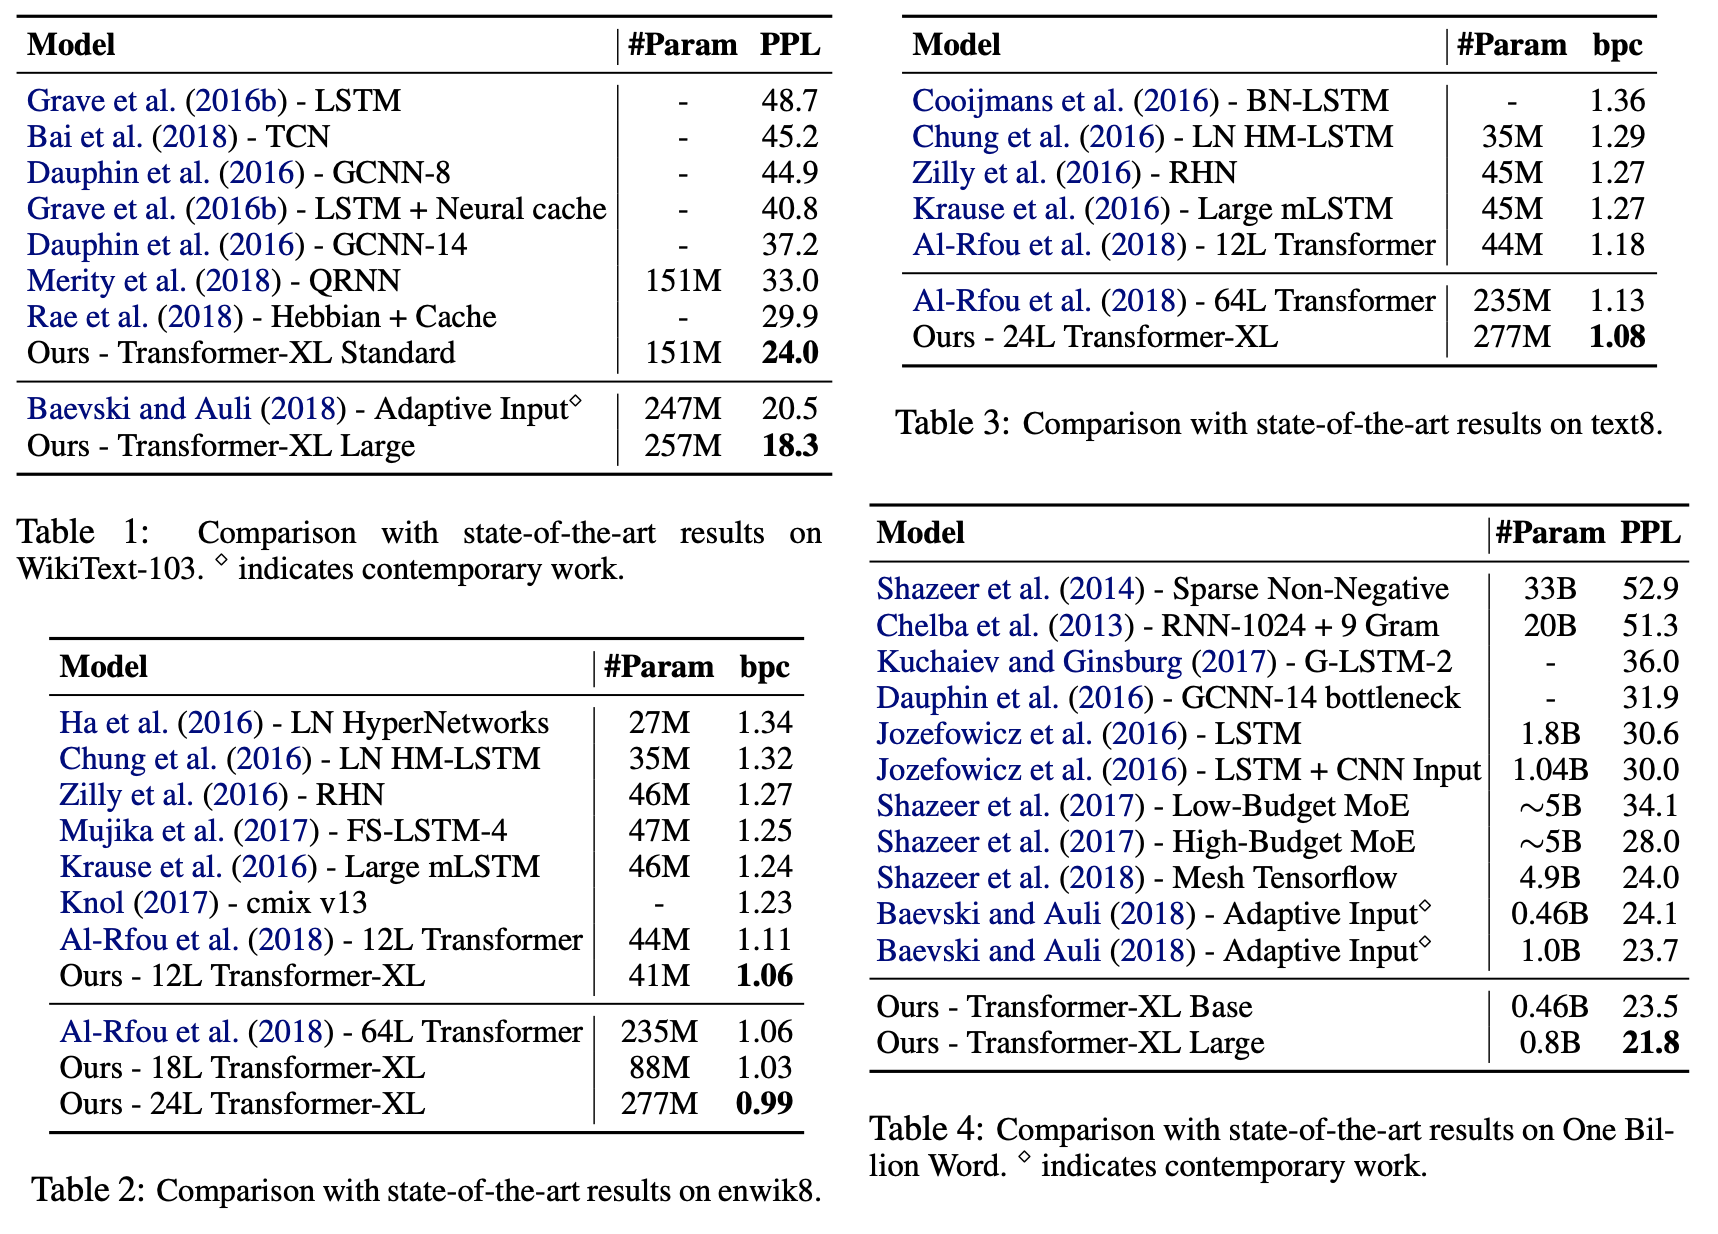 Model #Param PPL
Grave et al. (2016b) - LSTM - 48.7
Bai et al. (2018) - TCN - 45.2
Dauphin et al. (2016) - GCNN-8 - 44.9
Grave et al. (2016b) - LSTM + Neural cache - 40.8
Dauphin et al. (2016) - GCNN-14 - 37.2
Merity et al. (2018) - QRNN 151M 33.0
Rae et al. (2018) - Hebbian + Cache - 29.9
Ours - Transformer-XL Standard 151M 24.0
Baevski and Auli (2018) - Adaptive Input◇ 247M 20.5
Ours - Transformer-XL Large 257M 18.3
Table 1: Comparison with state-of-the-art results on
WikiText-103. ◇ indicates contemporary work.
Model #Param bpc
Ha et al. (2016) - LN HyperNetworks 27M 1.34
Chung et al. (2016) - LN HM-LSTM 35M 1.32
Zilly et al. (2016) - RHN 46M 1.27
Mujika et al. (2017) - FS-LSTM-4 47M 1.25
Krause et al. (2016) - Large mLSTM 46M 1.24
Knol (2017) - cmix v13 - 1.23
Al-Rfou et al. (2018) - 12L Transformer 44M 1.11
Ours - 12L Transformer-XL 41M 1.06
Al-Rfou et al. (2018) - 64L Transformer 235M 1.06
Ours - 18L Transformer-XL 88M 1.03
Ours - 24L Transformer-XL 277M 0.99
Table 2: Comparison with state-of-the-art results on enwik8.
Model #Param bpc
Cooijmans et al. (2016) - BN-LSTM - 1.36
Chung et al. (2016) - LN HM-LSTM 35M 1.29
Zilly et al. (2016) - RHN 45M 1.27
Krause et al. (2016) - Large mLSTM 45M 1.27
Al-Rfou et al. (2018) - 12L Transformer 44M 1.18
Al-Rfou et al. (2018) - 64L Transformer 235M 1.13
Ours - 24L Transformer-XL 277M 1.08
Table 3: Comparison with state-of-the-art results on text8.
Model #Param PPL
Shazeer et al. (2014) - Sparse Non-Negative 33B 52.9
Chelba et al. (2013) - RNN-1024 + 9 Gram 20B 51.3
Kuchaiev and Ginsburg (2017) - G-LSTM-2 - 36.0
Dauphin et al. (2016) - GCNN-14 bottleneck - 31.9
Jozefowicz et al. (2016) - LSTM 1.8B 30.6
Jozefowicz et al. (2016) - LSTM + CNN Input 1.04B 30.0
Shazeer et al. (2017) - Low-Budget MoE ∼5B 34.1
Shazeer et al. (2017) - High-Budget MoE ∼5B 28.0
Shazeer et al. (2018) - Mesh Tensorflow 4.9B 24.0
Baevski and Auli (2018) - Adaptive Input◇ 0.46B 24.1
Baevski and Auli (2018) - Adaptive Input◇ 1.0B 23.7
Ours - Transformer-XL Base 0.46B 23.5
Ours - Transformer-XL Large 0.8B 21.8
Table 4: Comparison with state-of-the-art results on One Bil-
lion Word. ◇ indicates contemporary work.